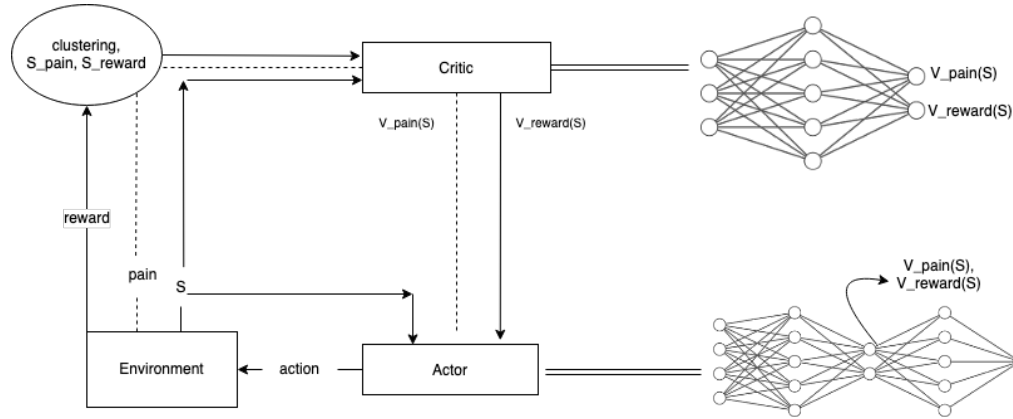 clustering,
S_pain, S_reward
Critic
V_pain(S)
V_reward(S)
V_pain(S)
V_reward(S)
reward
pain
S
V_pain(S),
V_reward(S)
Environment
action
Actor